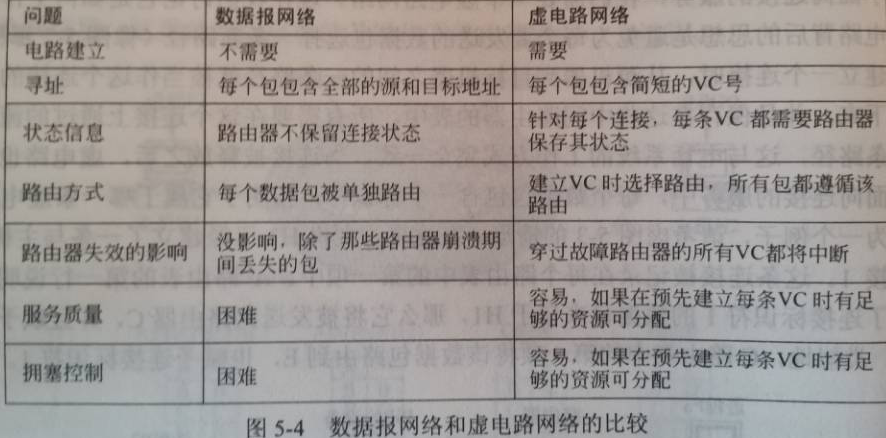 问题 数据报网络 虚电路网络
电路建立 不需要 需要
寻址 每个包包含全部的源和目标地址 每个包包含简短的VC号
状态信息 路由器不保留连接状态 针对每个连接，每条VC 都需要路由器
保存其状态
路由方式 每个数据包被单独路由 建立VC 时选择路由，所有包都遵循该
路由
路由器失效的影响 没影响，除了那些路由器崩溃期
间丢失的包 穿过故障路由器的所有VC都将中断
服务质量 困难 容易，如果在预先建立每条VC 时有足
够的资源可分配
拥塞控制 困难 容易，如果在预先建立每条VC 时有足
够的资源可分配
图 5-4 数据报网络和虚电路网络的比较